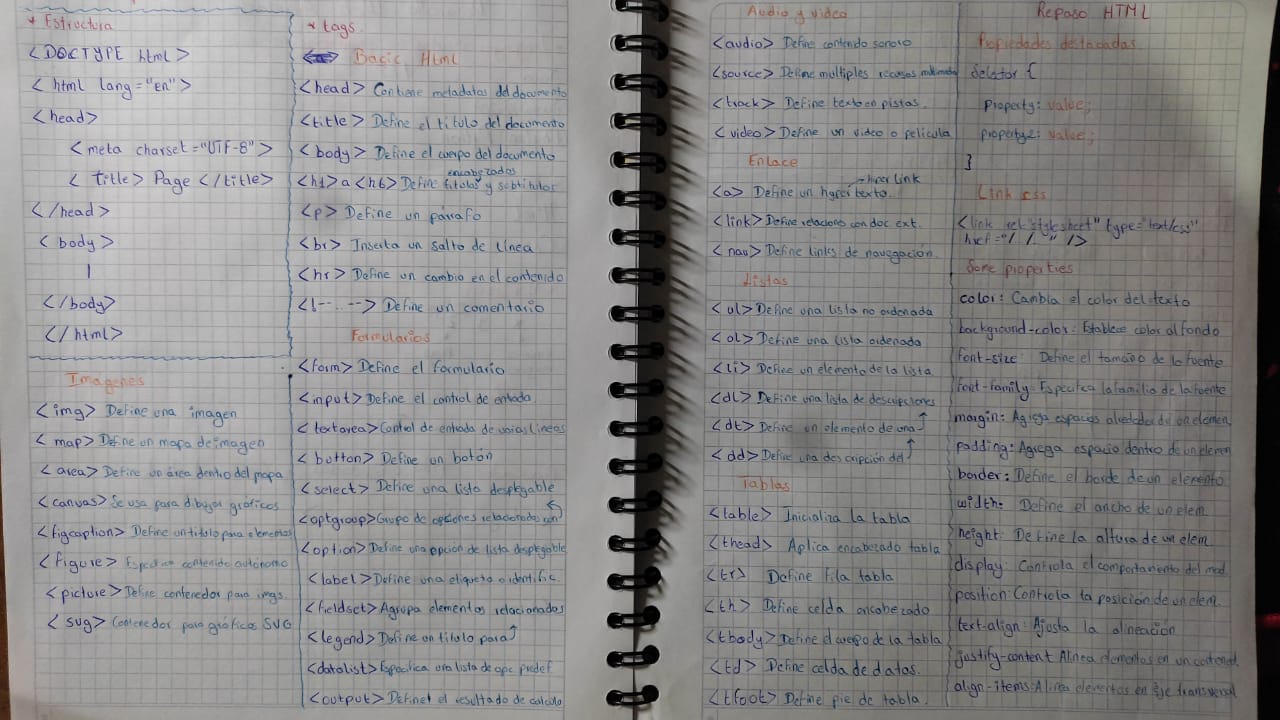 * Estructura
<DOCTYPE html>
<html lang="en">
<head>
<meta charset="UTF-8">
<title> Page </title>
</head>
<body>
|
</body>
</html>
Imagenes
<img> Define una imagen
<map> Define un mapa de imagen
<area> Define un área dentro del mapa
<canvas> Se usa para dibujar gráficos
<figcaption> Define un titulo para elementos
<figure> Especifica contenido autónomo
<picture> Define contenedor para imgs.
<svg> Contenedor para gráficos SVG
* tags
Basic Html
<head> Contiene metadatos del documento
<title> Define el título del documento
<body> Define el cuerpo del documento
encabezados
<h1> a <h6> Define titulos y subtitulos
<p> Define un párrafo
<br> Inserta un salto de línea
<hr> Define un cambio en el contenido
<!-- . --> Define un comentario
Formularios
<form> Define el formulario
<input> Define el control de entrada
<textarea> Control de entrada de varias líneas
<button> Define un botón
<select> Define una lista desplegable
<optgroup> Grupo de opciones relacionadas con
<option> Define una opción de lista desplegable
<label> Define una etiqueta o identific.
<fieldset> Agrupa elementos relacionados
<legend> Define un titulo para
<datalist> Especifica una lista de opc predef
<output> Define el resultado de calculo
Audio y video
<audio> Define contendo sonoro
<source> Define multiples recusos multimedia
<track> Define texto en pistas.
<video> Define un video o película
Enlace
hiperlink
<a> Define un hyper texto.
<link> Define relaciones con doc ext.
<nav> Define links de navegación.
Listas
<ul> Define una lista no ordenada
<ol> Define una lista ordenada
<li> Define un elemento de la lista
<dl> Define una lista de descripciones
<dt> Define un elemento de una
<dd> Define una descripción del
Tablas
<table> Inicializa la tabla
<thead> Aplica encabezado tabla
<tr> Define fila tabla
<th> Define celda encabezado
<tbody> Define el cuerpo de la tabla
<td> Define celda de datos.
<tfoot> Define pie de tabla.
Repaso HTML
Propiedades destacadas
Selector {
property: value;
property2: value;
}
Link css
<link rel="stylesheet" type="text/css"
href="/ /. " />
Some properties
color: Cambia el color del texto
background-color: Establece color al fondo
font-size: Define el tamaño de la fuente
font-family: Especifica la familia de la fuente
margin: Agrega espacios alrededor de un elemen.
padding: Agrega espacio dentro de un elemen
border: Define el borde de un elemento
width: Define el ancho de un elem.
height: Define la altura de un elem.
display: Controla el comportamiento del mod.
position: Controla la posición de un elem.
text-align: Ajusta la alineación
justify-content Alinea elementos en un contened.
align-items: Alinea elementos en eje transversal